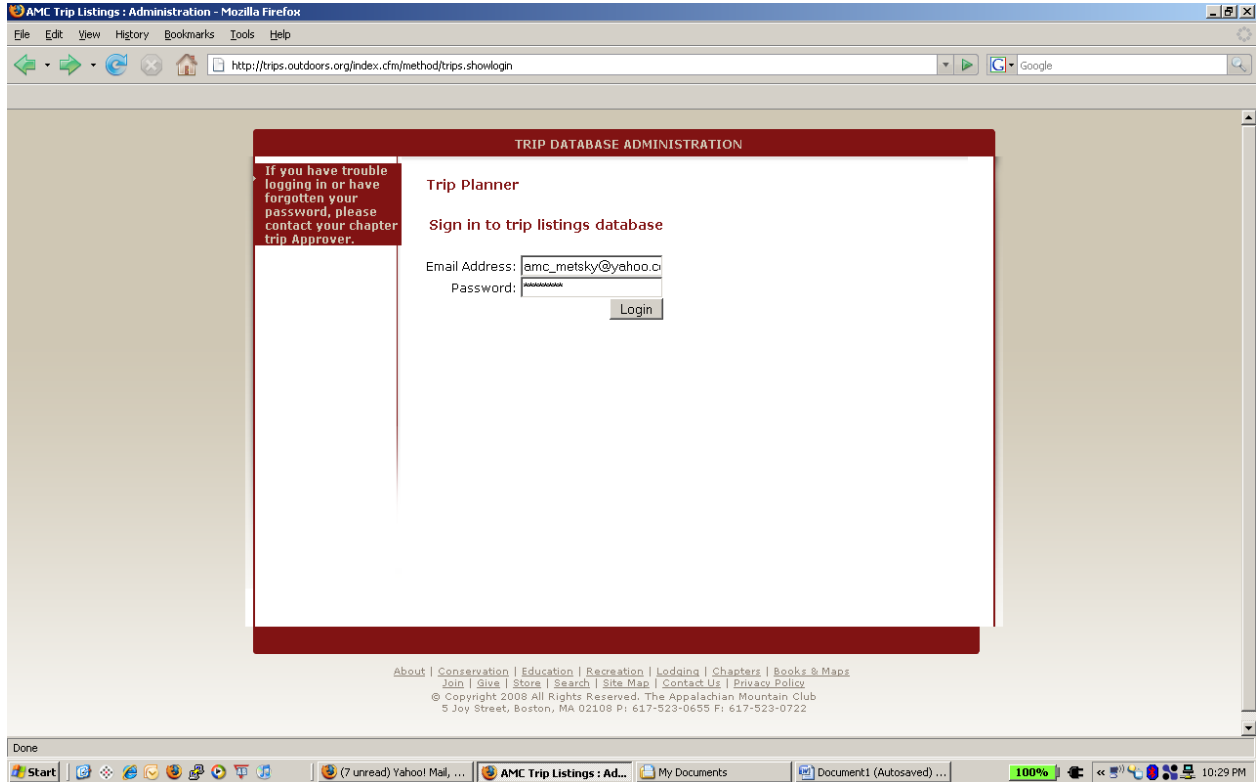 AMC Trip Listings : Administration - Mozilla Firefox
File Edit View History Bookmarks Tools Help
http://trips.outdoors.org/index.cfm/method/trips.showlogin
G Google
TRIP DATABASE ADMINISTRATION
If you have trouble
logging in or have
forgotten your
password, please
contact your chapter
trip Approver.
Trip Planner
Sign in to trip listings database
Email Address: amc_metsky@yahoo.c
Password: ********
Login
About | Conservation | Education | Recreation | Lodging | Chapters | Books & Maps
Join | Give | Store | Search | Site Map | Contact Us | Privacy Policy
© Copyright 2008 All Rights Reserved. The Appalachian Mountain Club
5 Joy Street, Boston, MA 02108 P: 617-523-0655 F: 617-523-0722
Done
Start (7 unread) Yahoo! Mail, ... AMC Trip Listings : Ad... My Documents Document1 (Autosaved) ... 100% « 10:29 PM